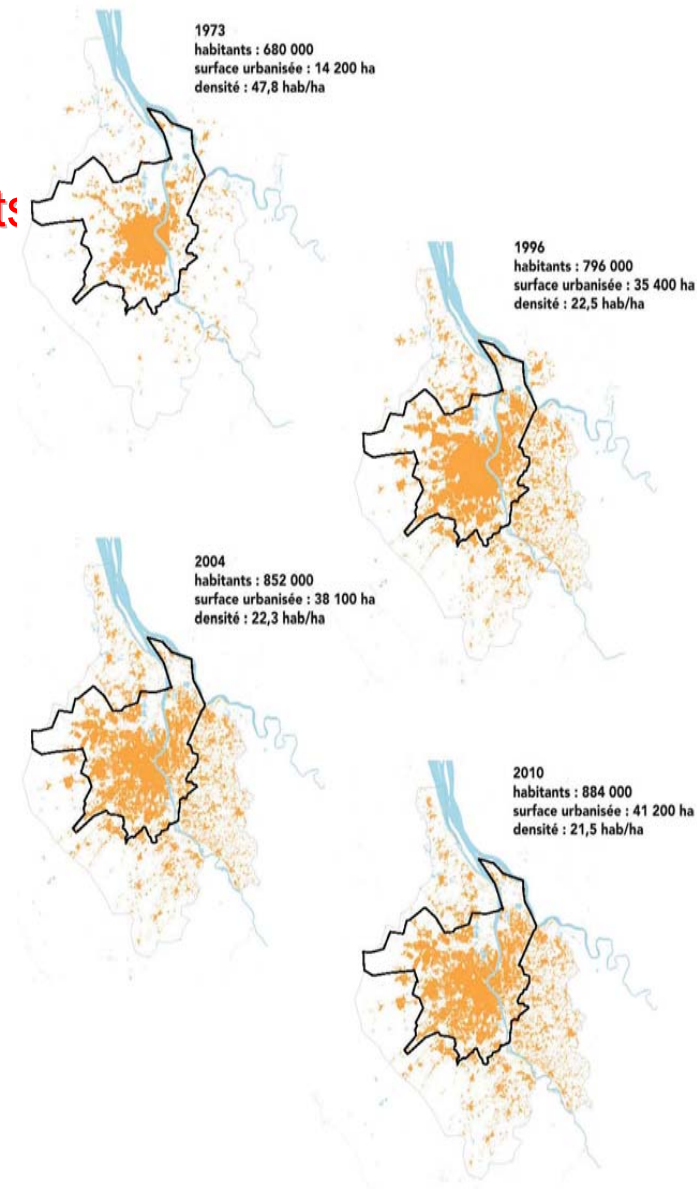 1973
habitants : 680 000
surface urbanisée : 14 200 ha
densité : 47,8 hab/ha
ts
1996
habitants : 796 000
surface urbanisée : 35 400 ha
densité : 22,5 hab/ha
2004
habitants : 852 000
surface urbanisée : 38 100 ha
densité : 22,3 hab/ha
2010
habitants : 884 000
surface urbanisée : 41 200 ha
densité : 21,5 hab/ha